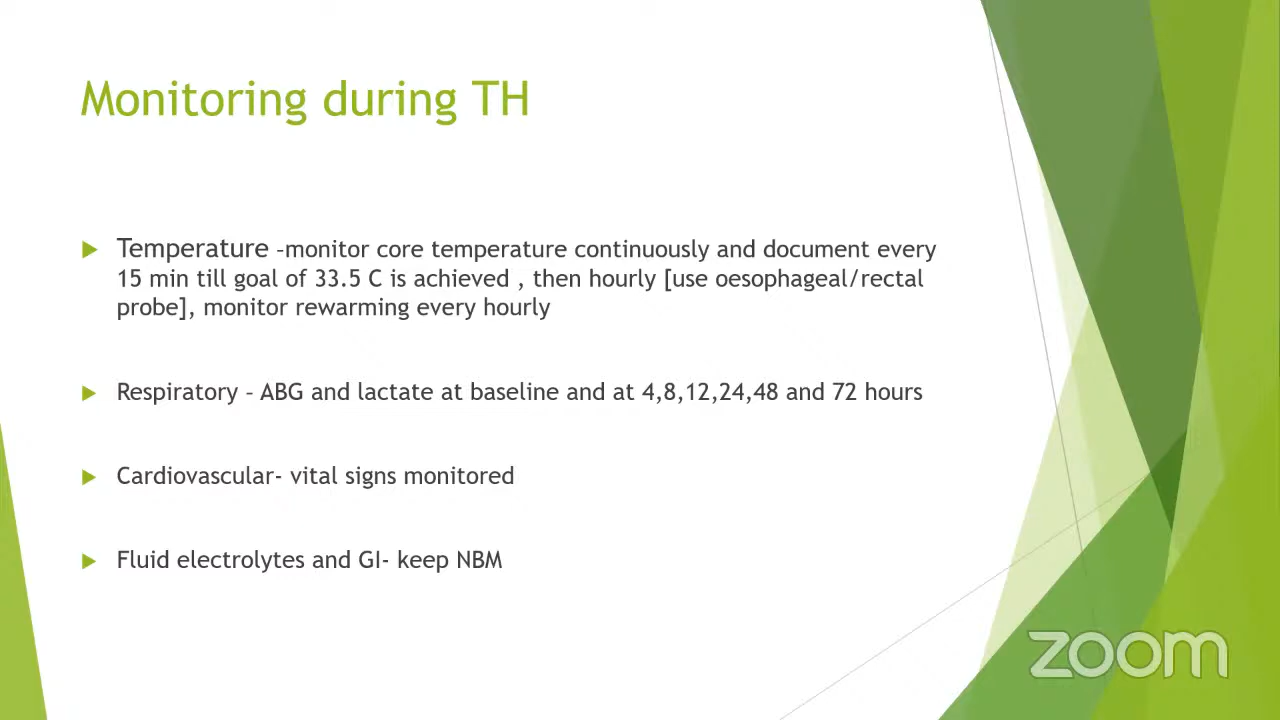 Monitoring during TH
Temperature –monitor core temperature continuously and document every
15 min till goal of 33.5 C is achieved , then hourly [use oesophageal/rectal
probe], monitor rewarming every hourly
Respiratory – ABG and lactate at baseline and at 4,8,12,24,48 and 72 hours
Cardiovascular- vital signs monitored
Fluid electrolytes and GI- keep NBM
zoom